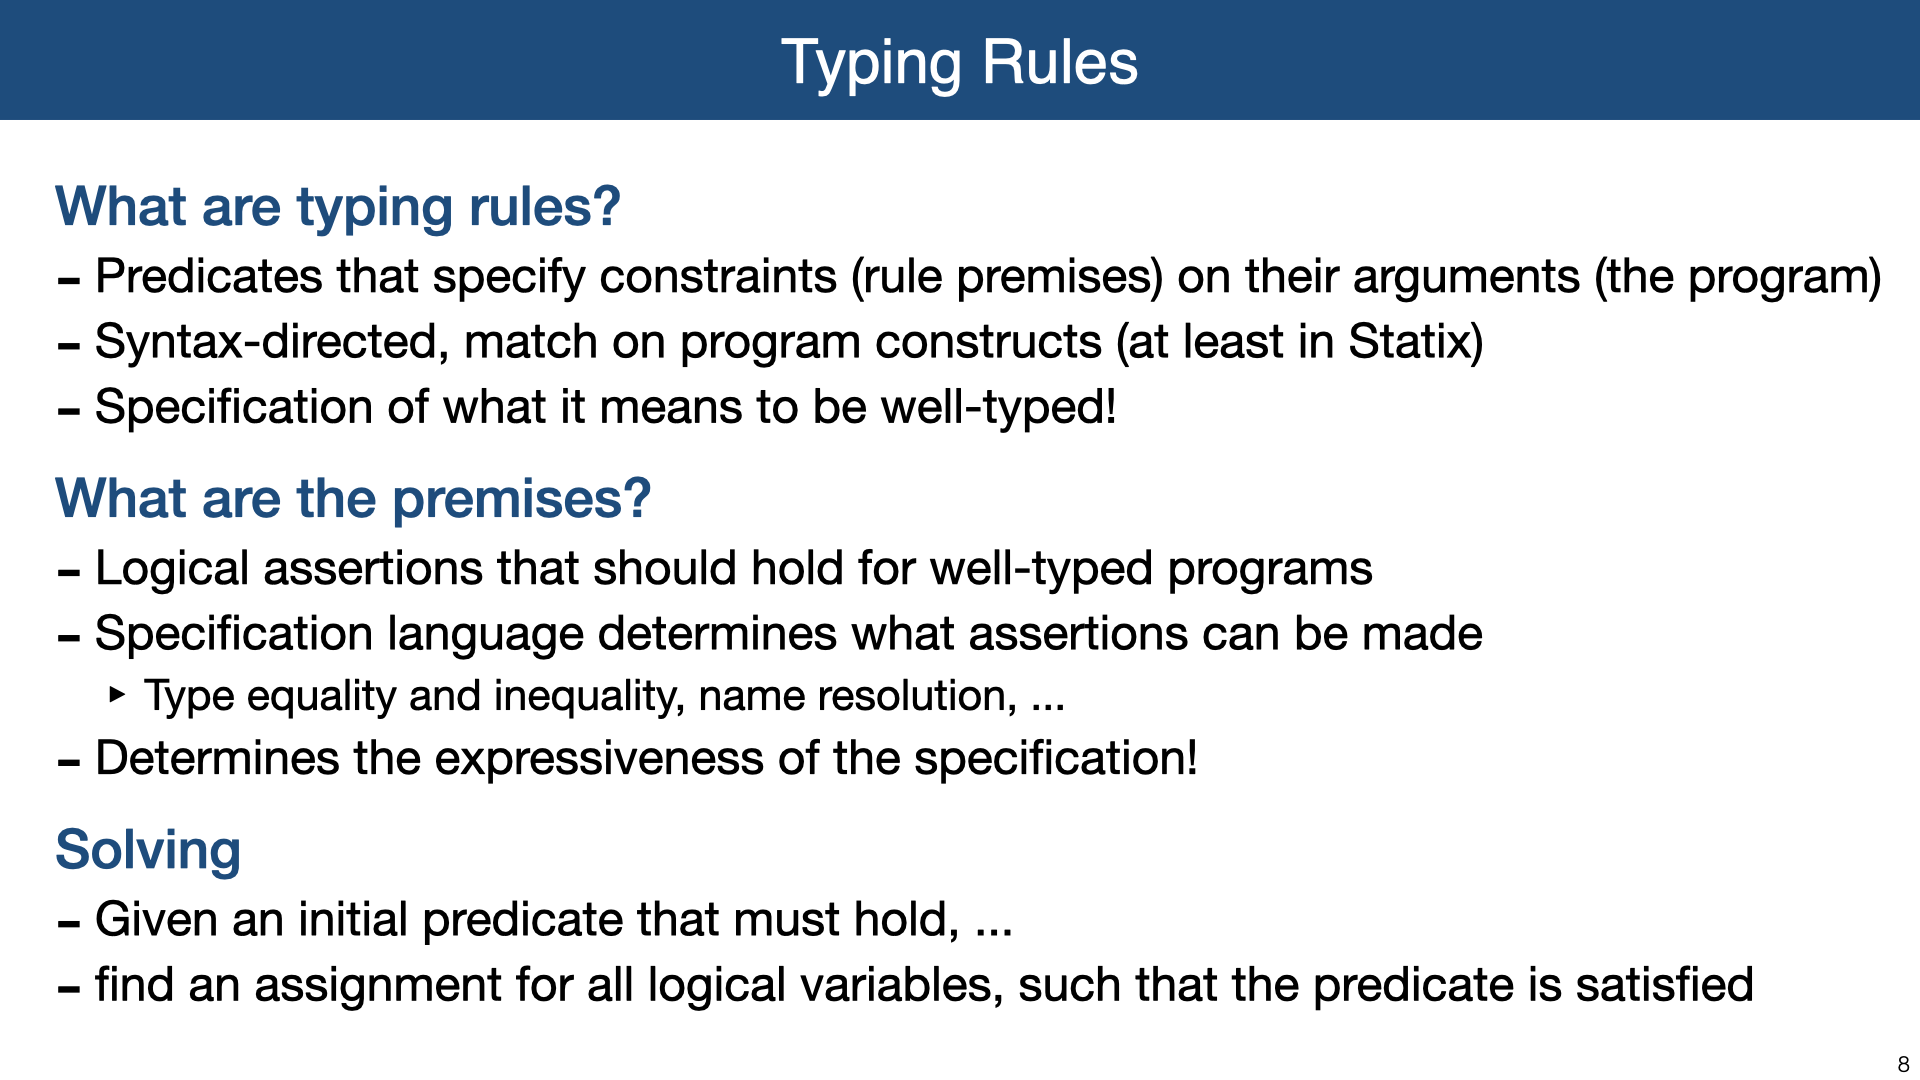 Typing Rules
What are typing rules?
- Predicates that specify constraints (rule premises) on their arguments (the program)
- Syntax-directed, match on program constructs (at least in Statix)
- Specification of what it means to be well-typed!
What are the premises?
- Logical assertions that should hold for well-typed programs
- Specification language determines what assertions can be made
‣ Type equality and inequality, name resolution, ...
- Determines the expressiveness of the specification!
Solving
- Given an initial predicate that must hold, ...
- find an assignment for all logical variables, such that the predicate is satisfied
8